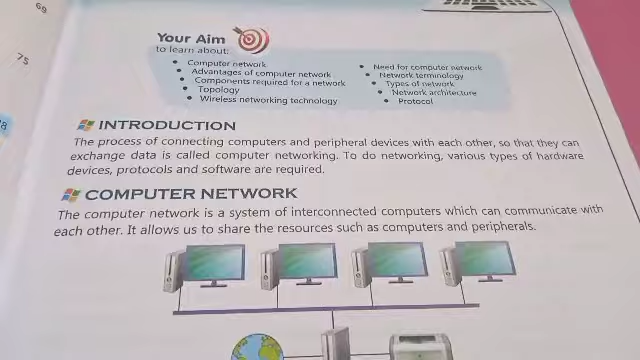 69
75
Your Aim
to learn about:
• Computer network
• Advantages of computer network
• Components required for a network
• Topology
• Wireless networking technology
• Need for computer network
• Network terminology
• Types of network
• Network architecture
• Protocol
INTRODUCTION
The process of connecting computers and peripheral devices with each other, so that they can
exchange data is called computer networking. To do networking, various types of hardware
devices, protocols and software are required.
COMPUTER NETWORK
The computer network is a system of interconnected computers which can communicate with
each other. It allows us to share the resources such as computers and peripherals.